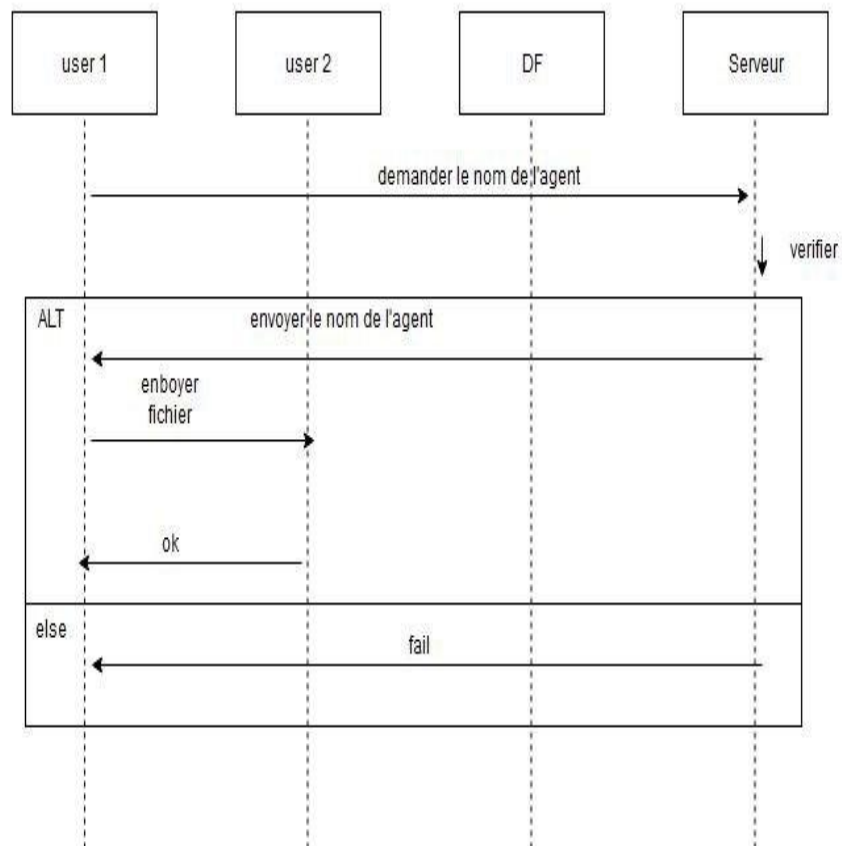 user 1
user 2
DF
Serveur
demander le nom de l'agent
verifier
ALT
envoyer le nom de l'agent
enboyer
fichier
ok
else
fail